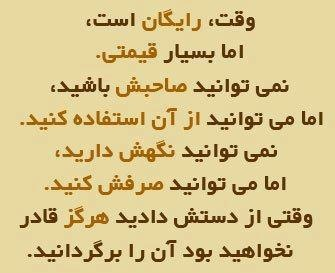 وقت، رایگان است،
اما بسیار قیمتی.
نمی توانید صاحبش باشید،
اما می توانید از آن استفاده کنید.
نمی توانید نگهش دارید،
اما می توانید صرفش کنید.
وقتی از دستش دادید هرگز قادر
نخواهید بود آن را برگردانید.